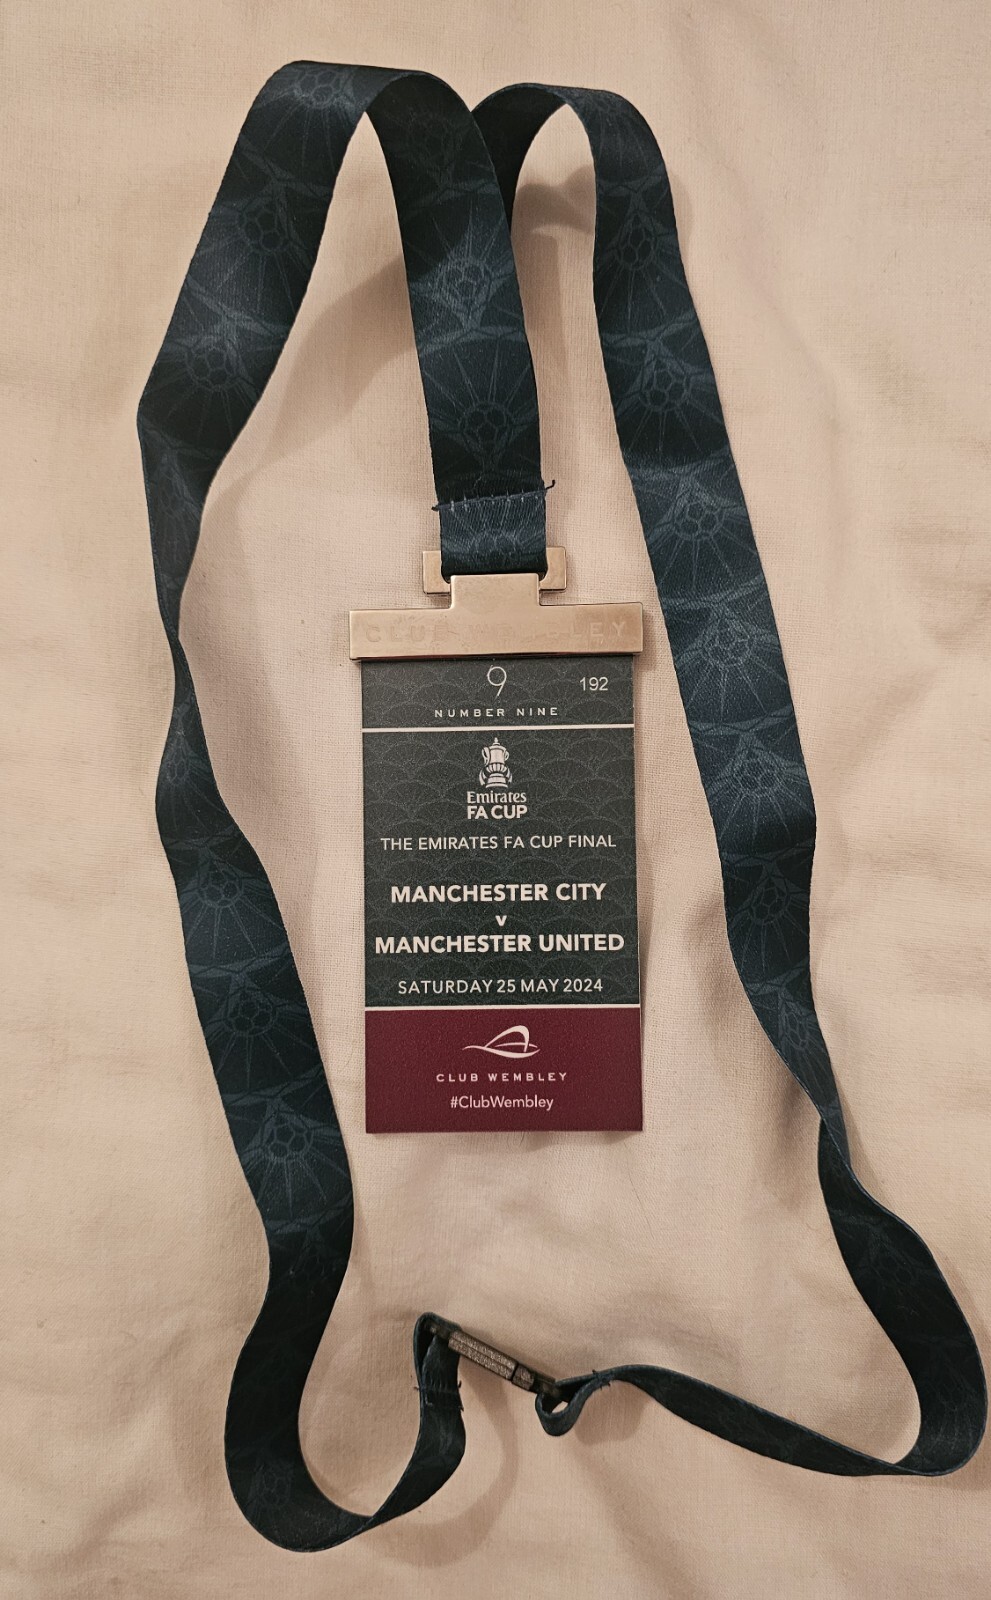 CLUB WEMBLEY
9
192
NUMBER NINE
Emirates
FA CUP
THE EMIRATES FA CUP FINAL
MANCHESTER CITY
v
MANCHESTER UNITED
SATURDAY 25 MAY 2024
CLUB WEMBLEY
#ClubWembley